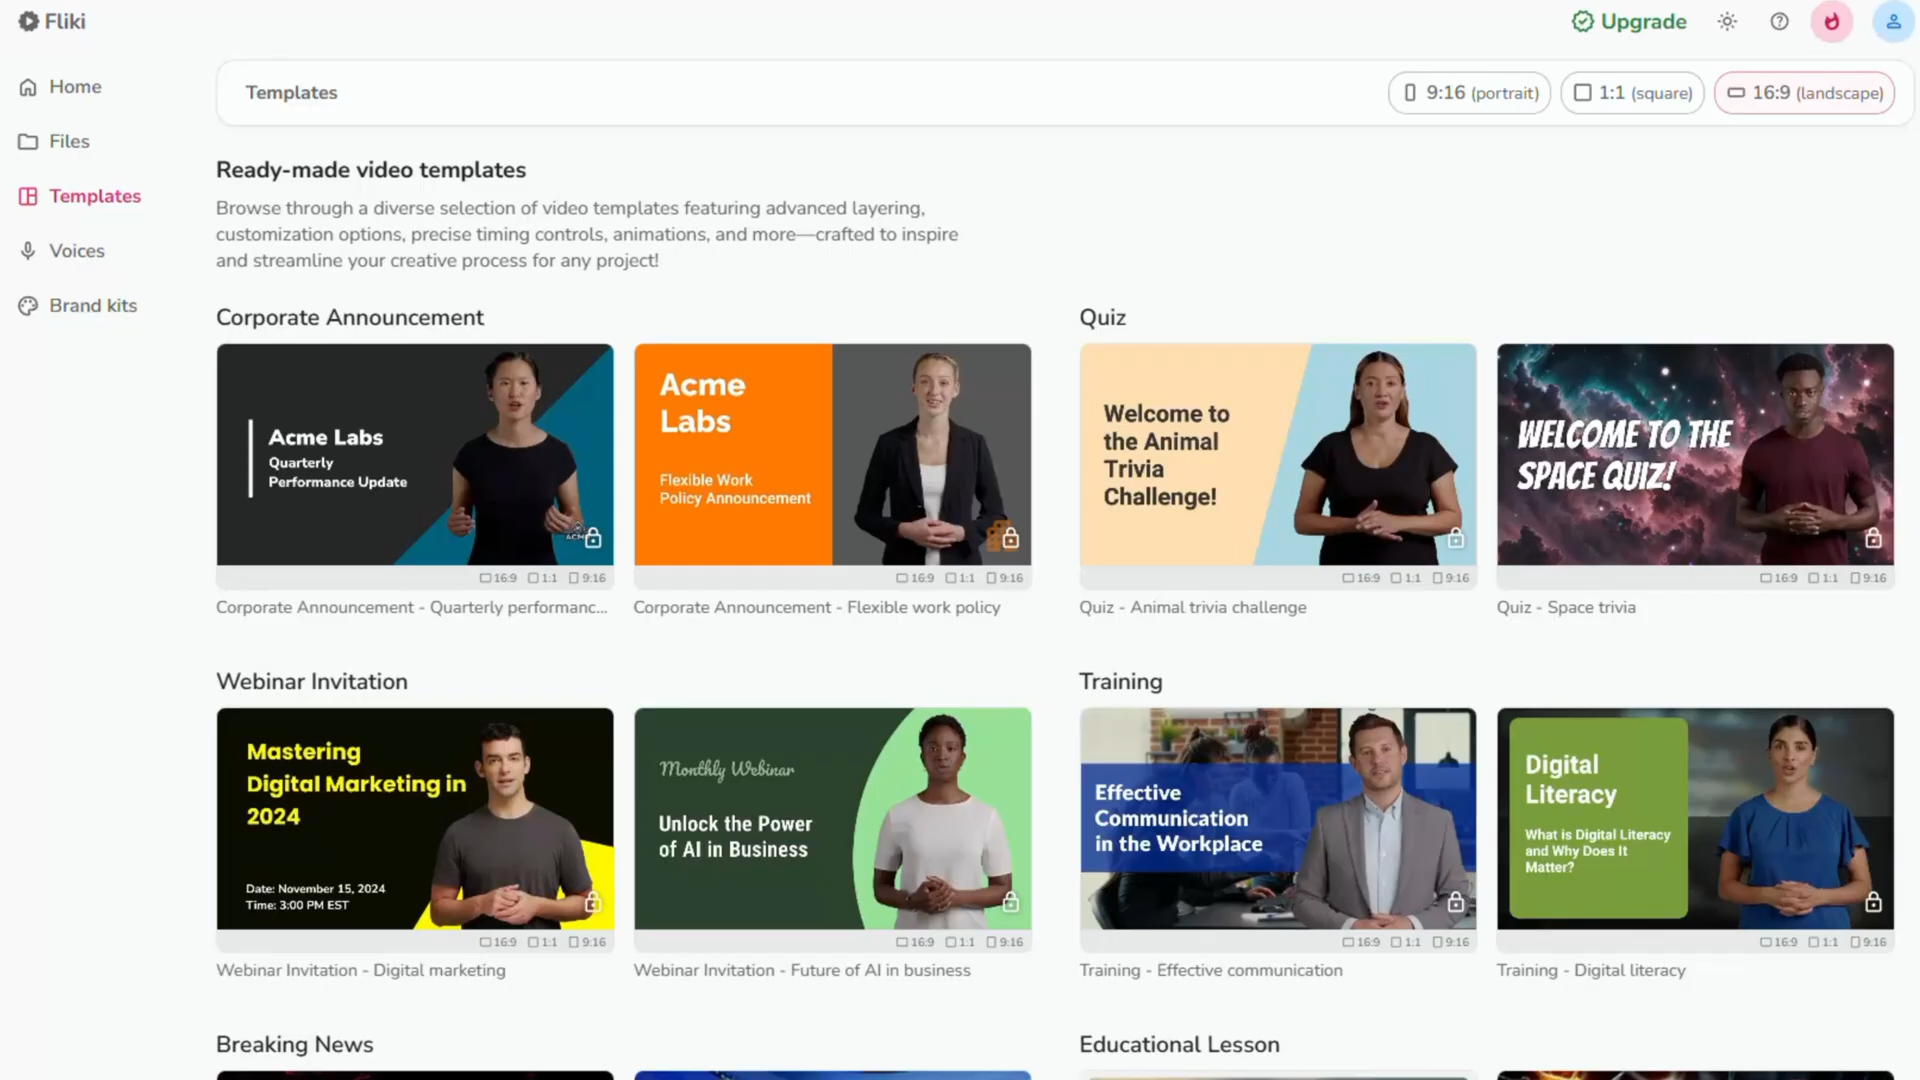 Fliki
Upgrade
Home
Files
Templates
Voices
Brand kits
Templates
9:16 (portrait)
1:1 (square)
16:9 (landscape)
Ready-made video templates
Browse through a diverse selection of video templates featuring advanced layering,
customization options, precise timing controls, animations, and more—crafted to inspire
and streamline your creative process for any project!
Corporate Announcement
Acme Labs
Quarterly
Performance Update
ACME
16:9 1:1 9:16
Corporate Announcement - Quarterly performanc...
Acme
Labs
Flexible Work
Policy Announcement
16:9 1:1 9:16
Corporate Announcement - Flexible work policy
Quiz
Welcome to
the Animal
Trivia
Challenge!
16:9 1:1 9:16
Quiz - Animal trivia challenge
WELCOME TO THE
SPACE QUIZ!
16:9 1:1 9:16
Quiz - Space trivia
Webinar Invitation
Mastering
Digital Marketing in
2024
Date: November 15, 2024
Time: 3:00 PM EST
16:9 1:1 9:16
Webinar Invitation - Digital marketing
Monthly Webinar
Unlock the Power
of AI in Business
16:9 1:1 9:16
Webinar Invitation - Future of AI in business
Training
Effective
Communication
in the Workplace
16:9 1:1 9:16
Training - Effective communication
Digital
Literacy
What is Digital Literacy
and Why Does It
Matter?
16:9 1:1 9:16
Training - Digital literacy
Breaking News
Educational Lesson